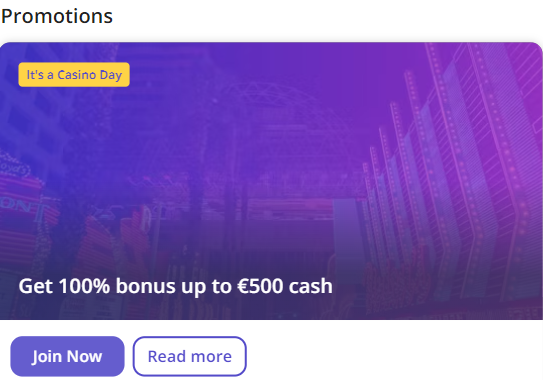 Promotions
It's a Casino Day
Get 100% bonus up to €500 cash
Join Now
Read more